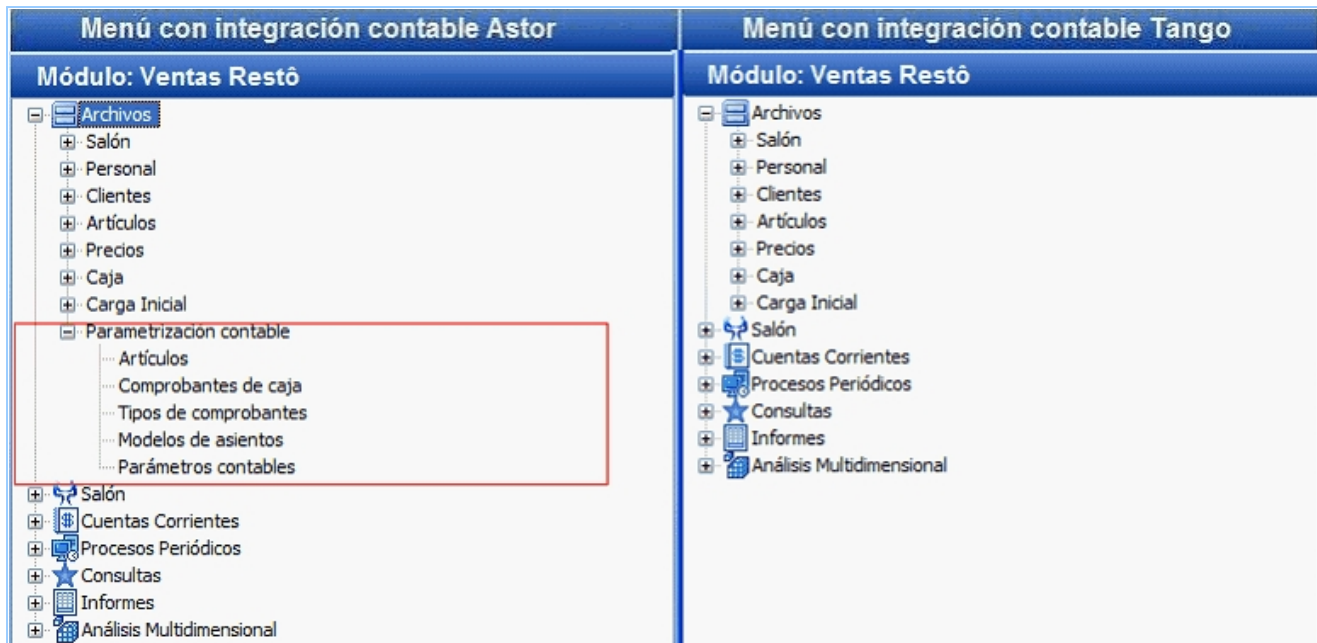 Menú con integración contable Astor
Módulo: Ventas Restô
Archivos
Salón
Personal
Clientes
Artículos
Precios
Caja
Carga Inicial
Parametrización contable
Artículos
Comprobantes de caja
Tipos de comprobantes
Modelos de asientos
Parámetros contables
Salón
Cuentas Corrientes
Procesos Periódicos
Consultas
Informes
Análisis Multidimensional
Menú con integración contable Tango
Módulo: Ventas Restô
Archivos
Salón
Personal
Clientes
Artículos
Precios
Caja
Carga Inicial
Salón
Cuentas Corrientes
Procesos Periódicos
Consultas
Informes
Análisis Multidimensional